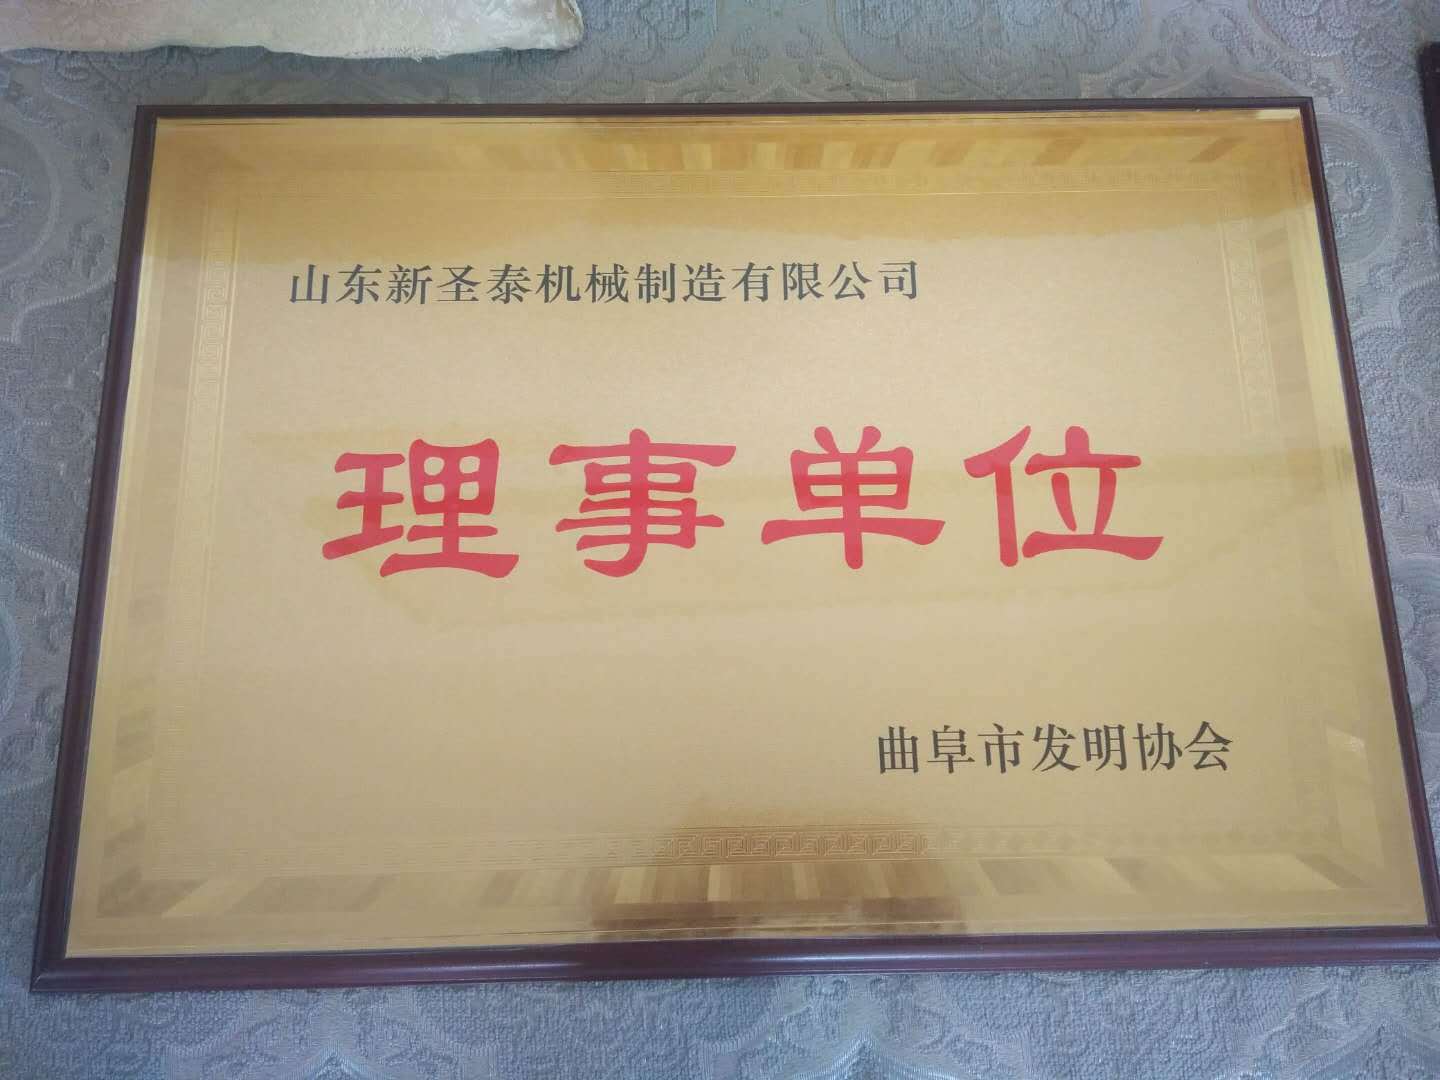 山东新圣泰机械制造有限公司
理事单位
曲阜市发明协会